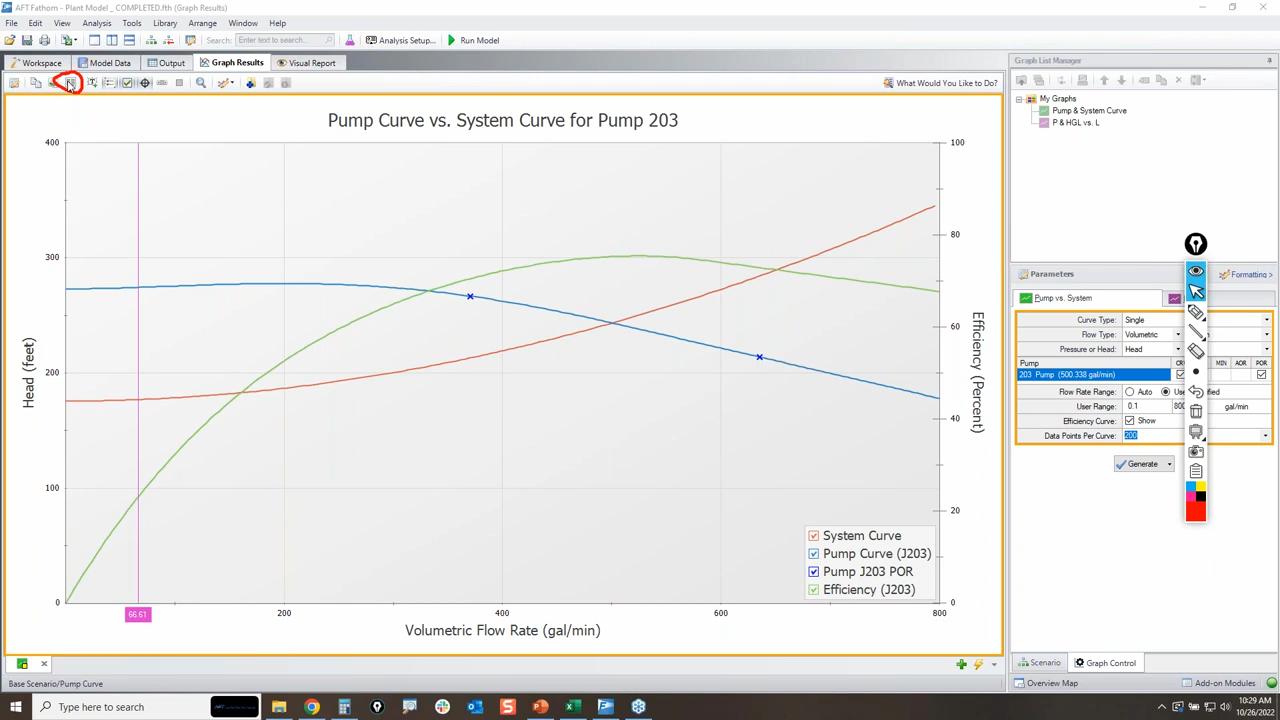 AFT Fathom - Plant Model _ COMPLETED.fth (Graph Results)
File Edit View Analysis Tools Library Arrange Window Help
Search: Enter text to search... Analysis Setup... Run Model
Workspace Model Data Output Graph Results Visual Report
What Would You Like to Do?
Graph List Manager
My Graphs
Pump & System Curve
P & HGL vs. L
Pump Curve vs. System Curve for Pump 203
400
300
200
100
0
Head (feet)
100
80
60
40
20
0
Efficiency (Percent)
66.61
200 400 600 800
Volumetric Flow Rate (gal/min)
System Curve
Pump Curve (J203)
Pump J203 POR
Efficiency (J203)
Parameters Formatting >
Pump vs. System
Curve Type: Single
Flow Type: Volumetric
Pressure or Head: Head
Pump MIN AOR POR
203 Pump (500.338 gal/min)
Flow Rate Range: Auto
User Range: 0.1 800 gal/min
Efficiency Curve: Show
Data Points Per Curve: 200
Generate
Scenario Graph Control
Base Scenario/Pump Curve
Overview Map Add-on Modules
Type here to search
10:29 AM
10/26/2022